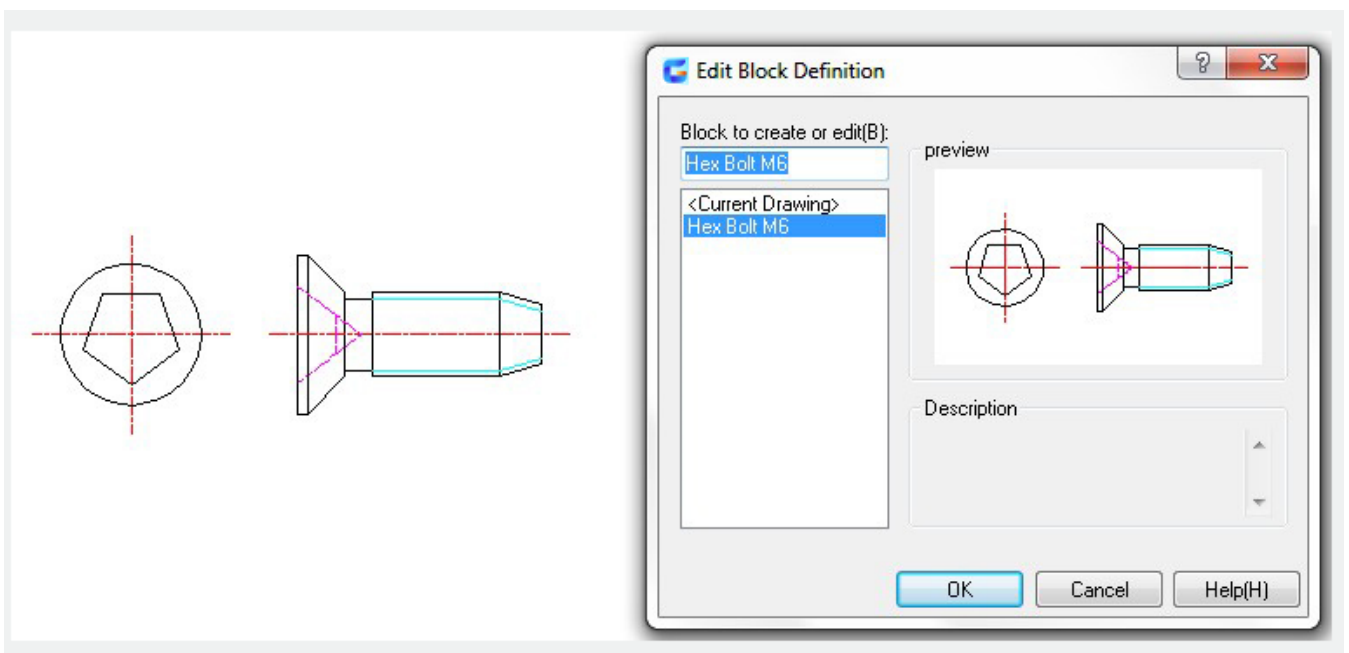 Edit Block Definition
Block to create or edit(B):
Hex Bolt M6
<Current Drawing>
Hex Bolt M6
preview
Description
OK
Cancel
Help(H)